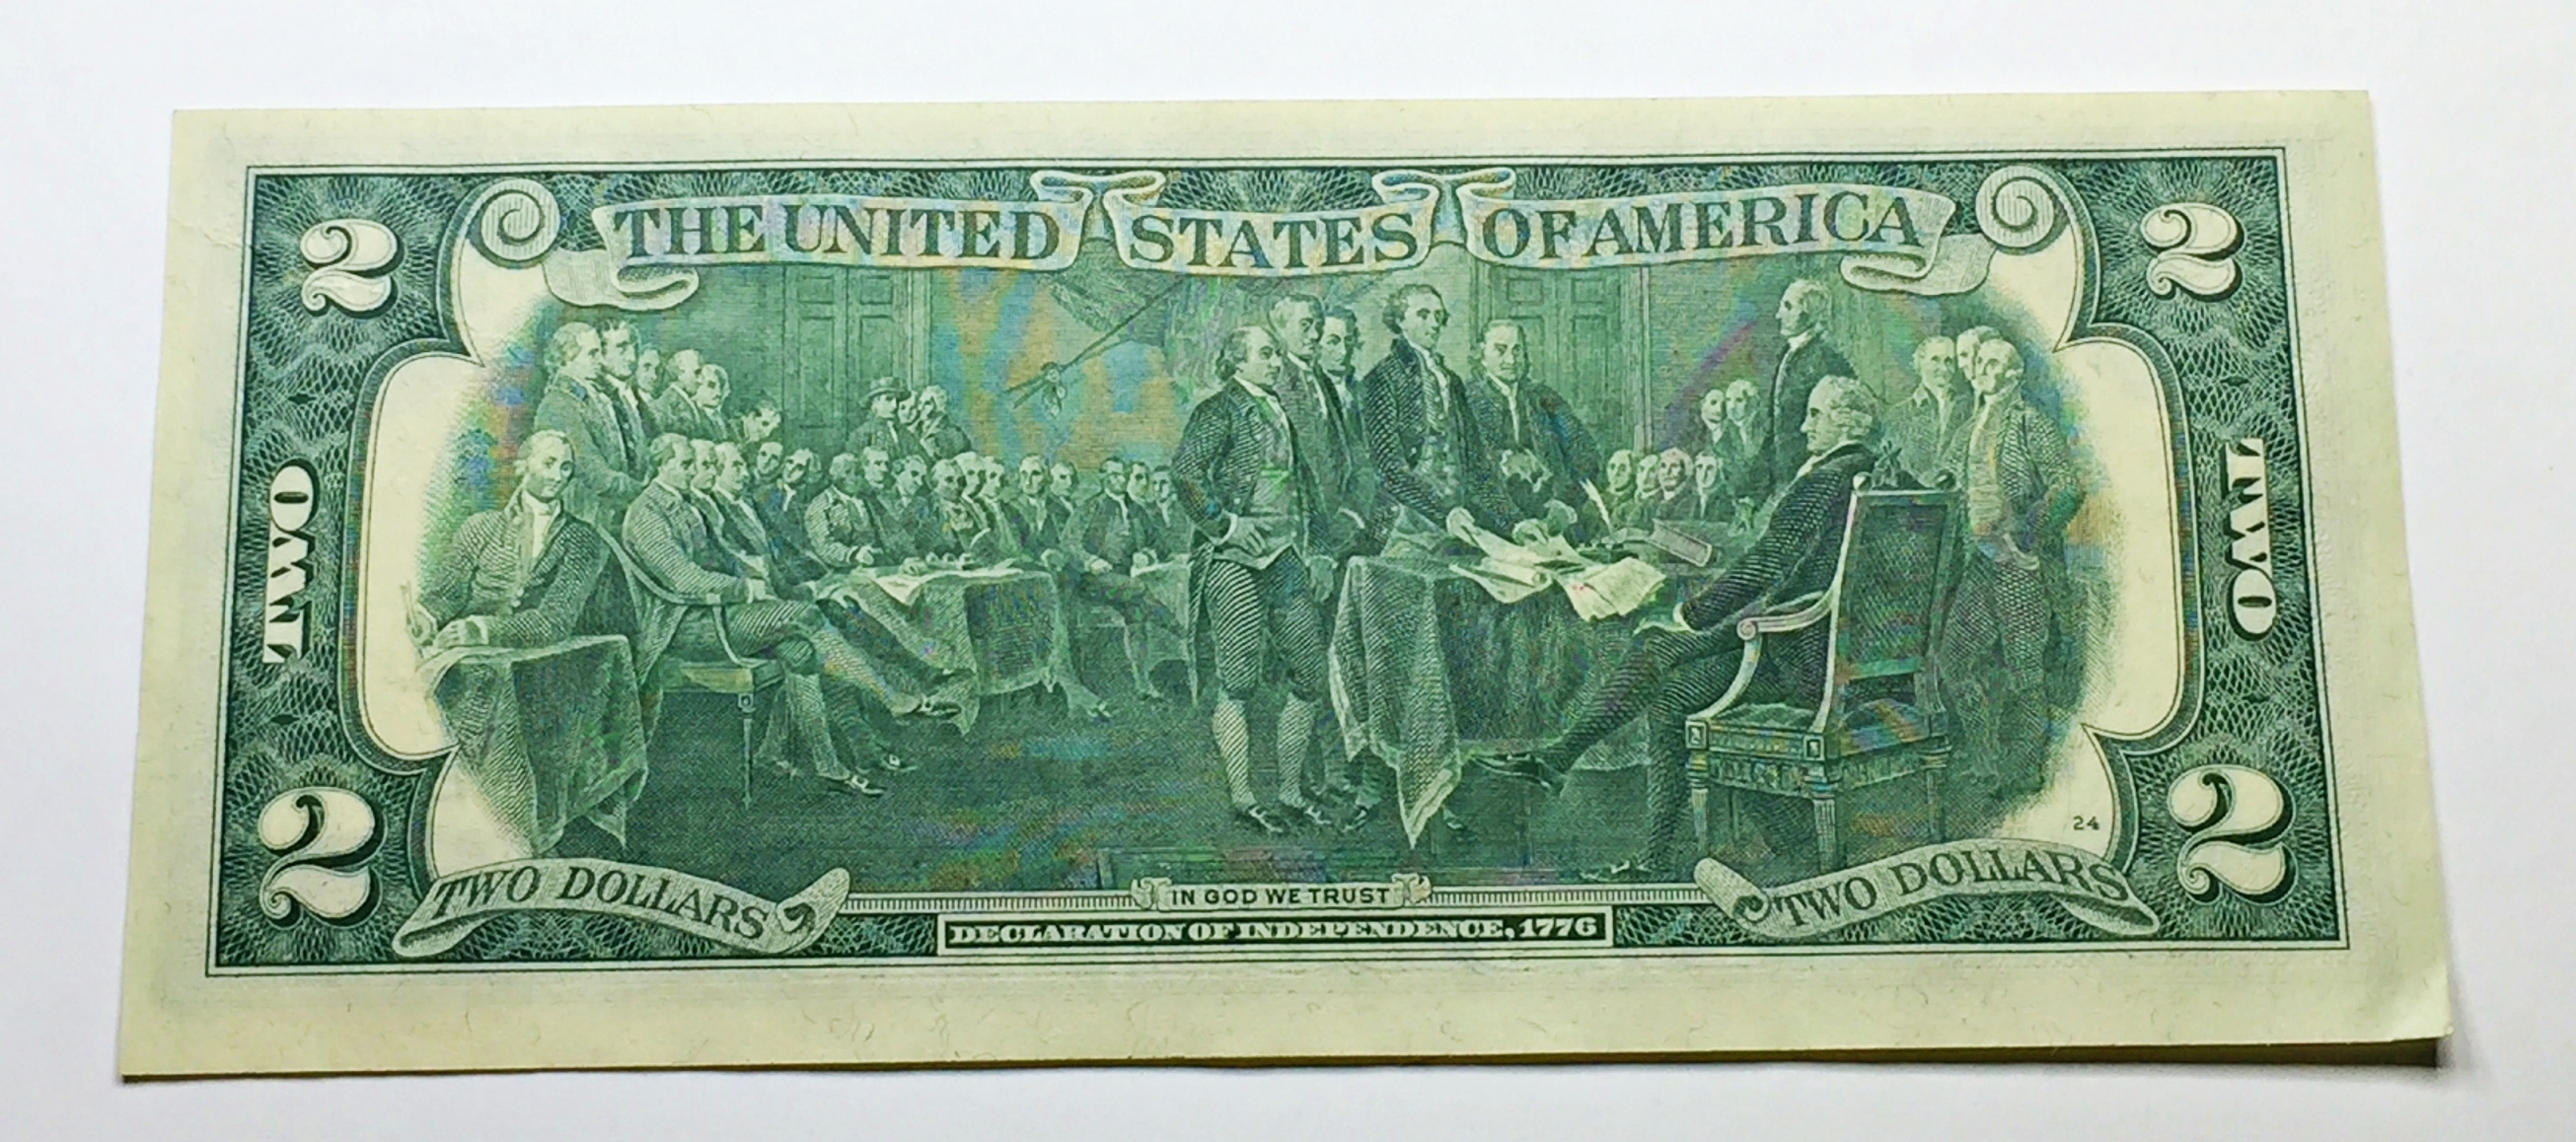 THE UNITED STATES OF AMERICA
2
2
TWO
TWO
2
2
24
TWO DOLLARS
TWO DOLLARS
IN GOD WE TRUST
DECLARATION OF INDEPENDENCE, 1776